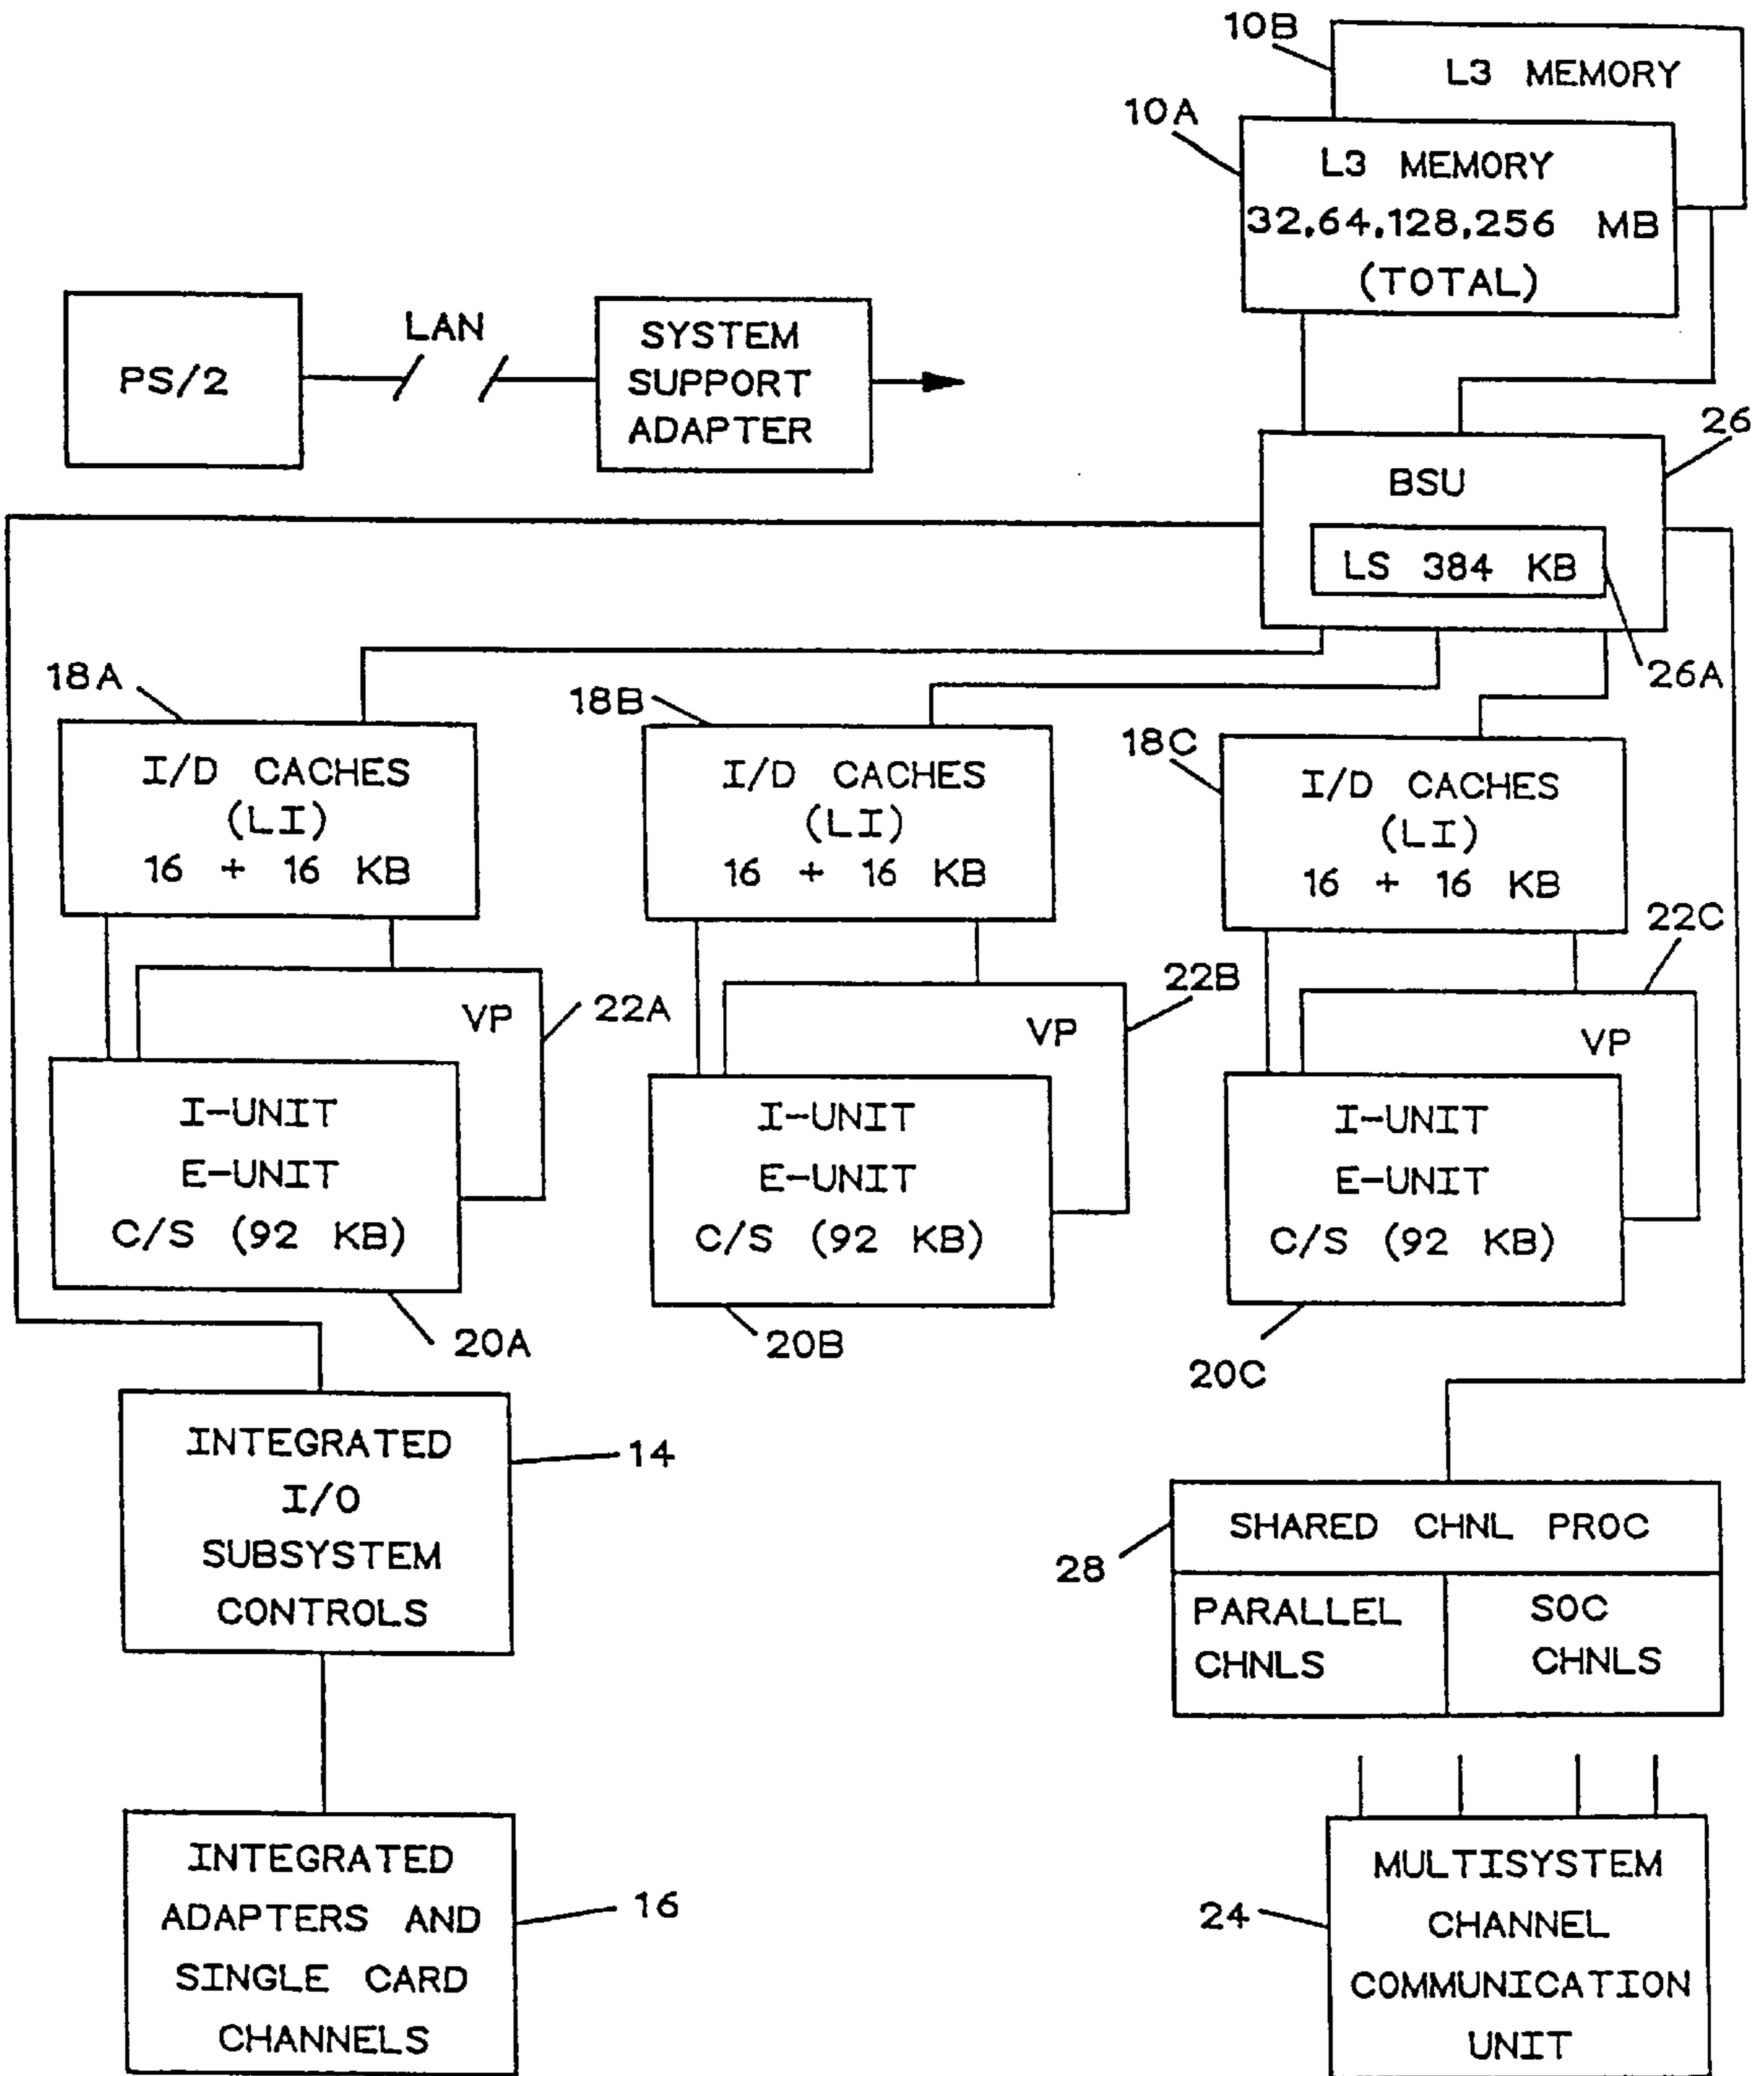 10B
L3 MEMORY
10A
L3 MEMORY
32,64,128,256 MB
(TOTAL)
PS/2
LAN
SYSTEM
SUPPORT
ADAPTER
26
BSU
LS 384 KB
26A
18A
I/D CACHES
(LI)
16 + 16 KB
18B
I/D CACHES
(LI)
16 + 16 KB
18C
I/D CACHES
(LI)
16 + 16 KB
VP
22A
I-UNIT
E-UNIT
C/S (92 KB)
20A
VP
22B
I-UNIT
E-UNIT
C/S (92 KB)
20B
22C
VP
I-UNIT
E-UNIT
C/S (92 KB)
20C
INTEGRATED
I/O
SUBSYSTEM
CONTROLS
14
SHARED CHNL PROC
28
PARALLEL
CHNLS
SOC
CHNLS
INTEGRATED
ADAPTERS AND
SINGLE CARD
CHANNELS
16
MULTISYSTEM
CHANNEL
COMMUNICATION
UNIT
24